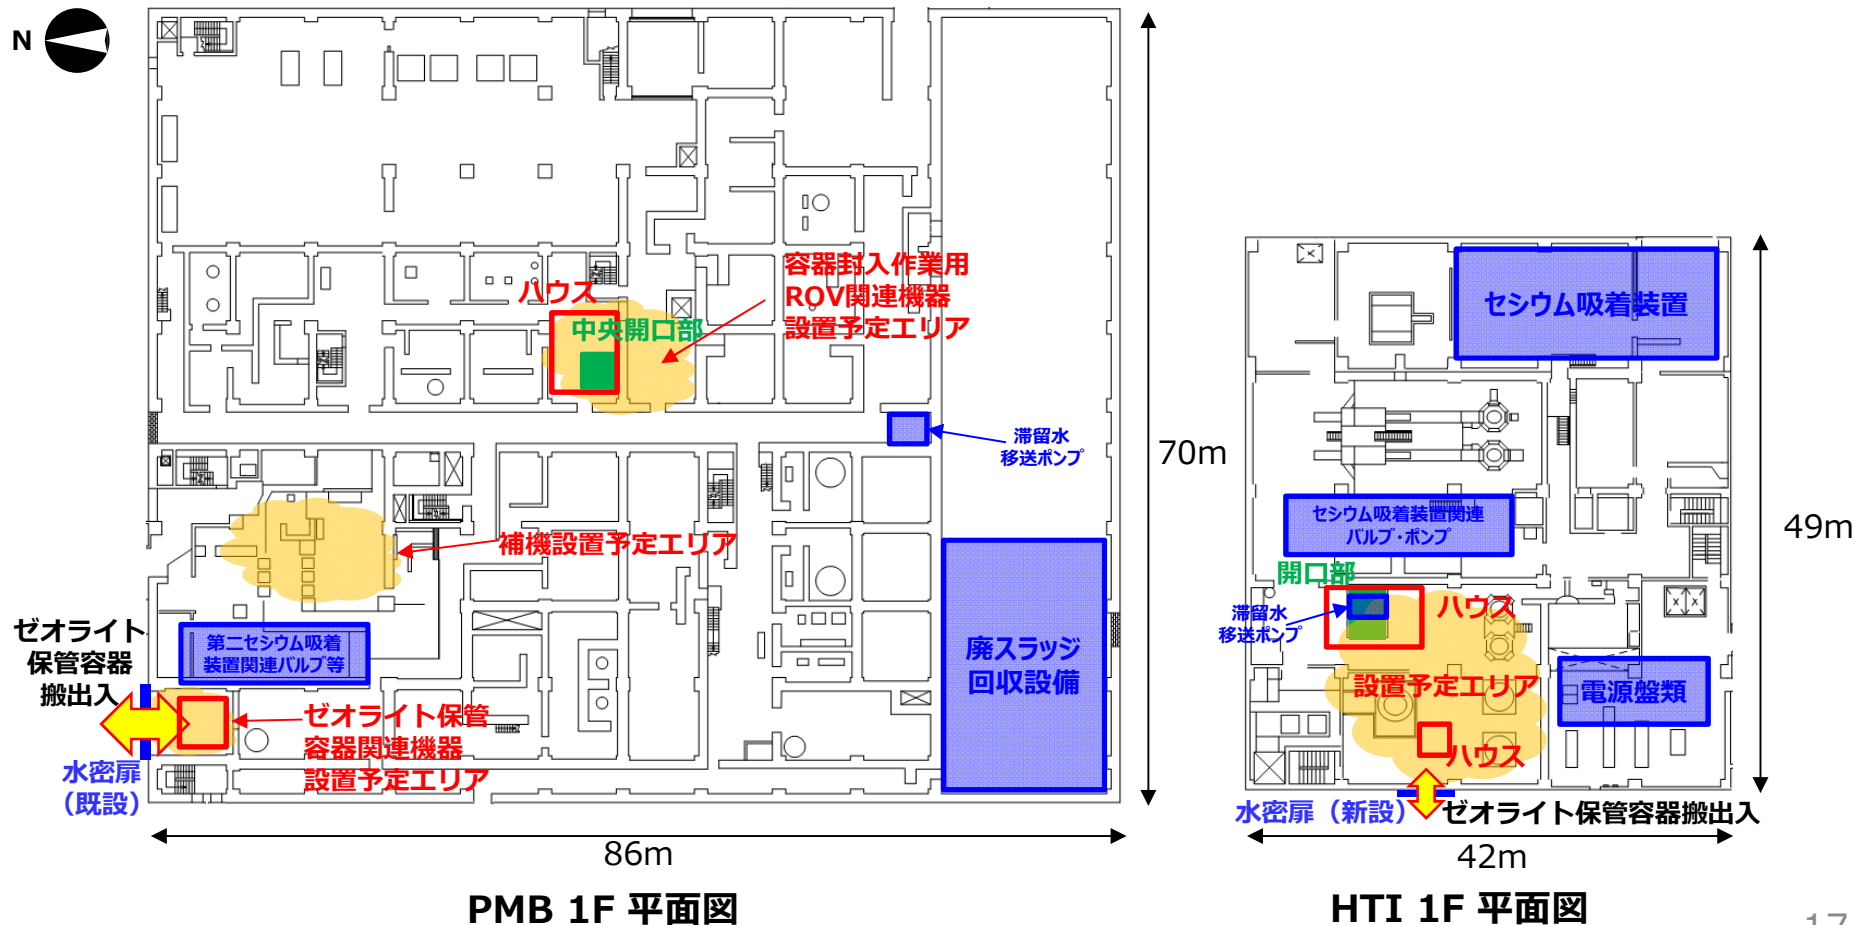 N
ハウス
中央開口部
容器封入作業用
ROV関連機器
設置予定エリア
滞留水
移送ポンプ
補機設置予定エリア
ゼオライト
保管容器
搬出入
第二セシウム吸着
装置関連バルブ等
ゼオライト保管
容器関連機器
設置予定エリア
水密扉
（既設）
廃スラッジ
回収設備
70m
86m
PMB 1F 平面図
セシウム吸着装置
セシウム吸着装置関連
バルブ・ポンプ
開口部
滞留水
移送ポンプ
ハウス
設置予定エリア
電源盤類
ハウス
水密扉（新設）
ゼオライト保管容器搬出入
49m
42m
HTI 1F 平面図
17